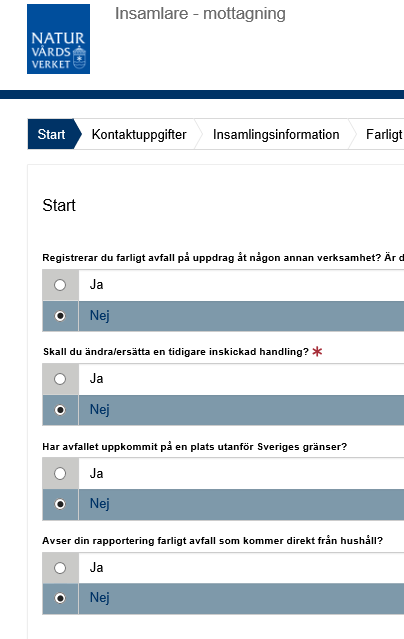 NATUR
VÅRDS
VERKET
Insamlare - mottagning
Start
Kontaktuppgifter
Insamlingsinformation
Farligt
Start
Registrerar du farligt avfall på uppdrag åt någon annan verksamhet? Är d
Ja
Nej
Skall du ändra/ersätta en tidigare inskickad handling? *
Ja
Nej
Har avfallet uppkommit på en plats utanför Sveriges gränser?
Ja
Nej
Avser din rapportering farligt avfall som kommer direkt från hushåll?
Ja
Nej